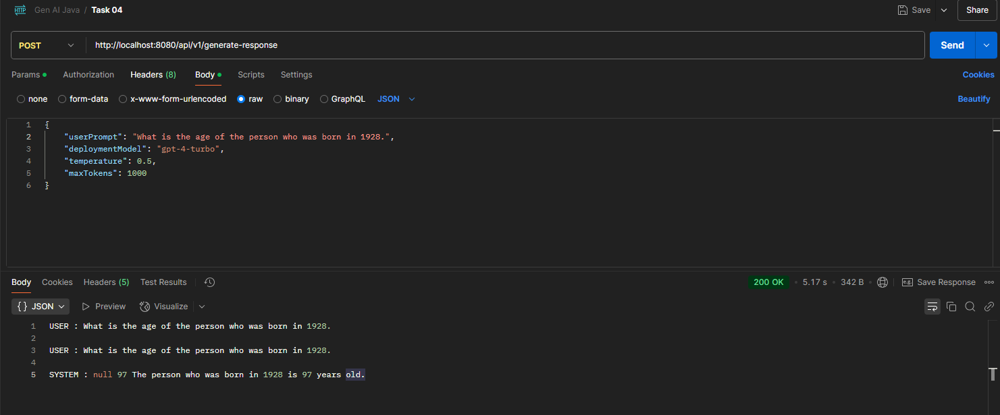 HTTP Gen AI Java / Task 04 Save Share
POST http://localhost:8080/api/v1/generate-response Send
Params Authorization Headers (8) Body Scripts Settings Cookies
none form-data x-www-form-urlencoded raw binary GraphQL JSON Beautify
1 {
2 "userPrompt": "What is the age of the person who was born in 1928.",
3 "deploymentModel": "gpt-4-turbo",
4 "temperature": 0.5,
5 "maxTokens": 1000
6 }
Body Cookies Headers (5) Test Results 200 OK 5.17 s 342 B e.g. Save Response
{} JSON Preview Visualize
1 USER : What is the age of the person who was born in 1928.
2
3 USER : What is the age of the person who was born in 1928.
4
5 SYSTEM : null 97 The person who was born in 1928 is 97 years old.